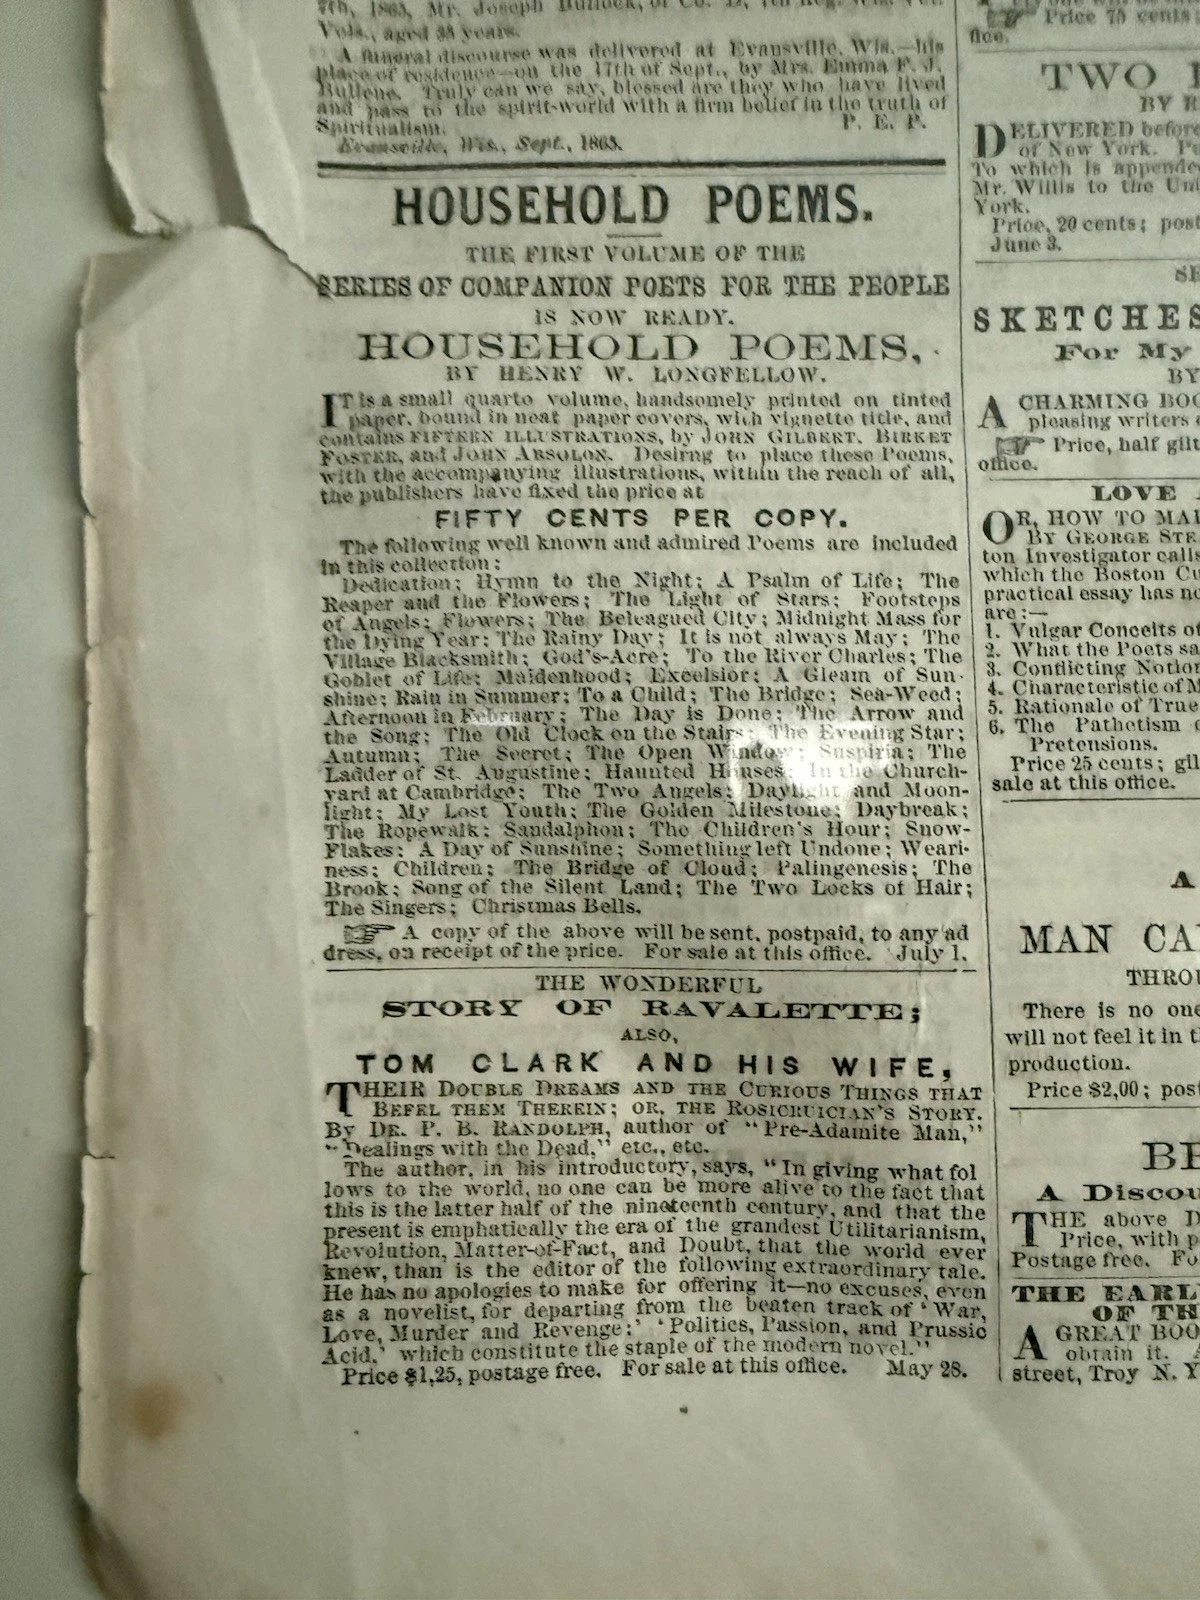 7th, 1865, Mr. Joseph Bullock, of Co. D, 7th Reg. Wis. Vet.
Vols., aged 38 years.
A funeral discourse was delivered at Evansville, Wis.—his
place of residence—on the 17th of Sept., by Mrs. Emma F. J.
Bullene. Truly can we say, blessed are they who have lived
and pass to the spirit-world with a firm belief in the truth of
Spiritualism. P. E. P.
Evansville, Wis., Sept., 1865.
HOUSEHOLD POEMS.
THE FIRST VOLUME OF THE
SERIES OF COMPANION POETS FOR THE PEOPLE
IS NOW READY.
HOUSEHOLD POEMS,
BY HENRY W. LONGFELLOW.
IT is a small quarto volume, handsomely printed on tinted
paper, bound in neat paper covers, with vignette title, and
contains FIFTEEN ILLUSTRATIONS, by JOHN GILBERT, BIRKET
FOSTER, and JOHN ABSOLON. Desirng to place these Poems,
with the accompanying illustrations, within the reach of all,
the publishers have fixed the price at
FIFTY CENTS PER COPY.
The following well known and admired Poems are included
in this collection:
Dedication; Hymn to the Night; A Psalm of Life; The
Reaper and the Flowers; The Light of Stars; Footsteps
of Angels; Flowers; The Beleagued City; Midnight Mass for
the Dying Year; The Rainy Day; It is not always May; The
Village Blacksmith; God's-Acre; To the River Charles; The
Goblet of Life; Maidenhood; Excelsior; A Gleam of Sun-
shine; Rain in Summer; To a Child; The Bridge; Sea-Weed;
Afternoon in February; The Day is Done; The Arrow and
the Song; The Old Clock on the Stairs; The Evening Star;
Autumn; The Secret; The Open Window; Suspiria; The
Ladder of St. Augustine; Haunted Houses; In the Church-
yard at Cambridge; The Two Angels; Daylight and Moon-
light; My Lost Youth; The Golden Milestone; Daybreak;
The Ropewalk; Sandalphon; The Children's Hour; Snow-
Flakes; A Day of Sunshine; Something left Undone; Weari-
ness; Children; The Bridge of Cloud; Palingenesis; The
Brook; Song of the Silent Land; The Two Locks of Hair;
The Singers; Christmas Bells.
☞ A copy of the above will be sent, postpaid, to any ad
dress, on receipt of the price. For sale at this office. July 1.
THE WONDERFUL
STORY OF RAVALETTE;
ALSO,
TOM CLARK AND HIS WIFE,
THEIR DOUBLE DREAMS AND THE CURIOUS THINGS THAT
BEFEL THEM THEREIN; OR, THE ROSICRUICIAN'S STORY.
By DR. P. B. RANDOLPH, author of "Pre-Adamite Man,"
"Dealings with the Dead," etc., etc.
The author, in his introductory, says, "In giving what fol
lows to the world, no one can be more alive to the fact that
this is the latter half of the nineteenth century, and that the
present is emphatically the era of the grandest Utilitarianism,
Revolution, Matter-of-Fact, and Doubt, that the world ever
knew, than is the editor of the following extraordinary tale.
He has no apologies to make for offering it—no excuses, even
as a novelist, for departing from the beaten track of 'War,
Love, Murder and Revenge;' 'Politics, Passion, and Prussic
Acid,' which constitute the staple of the modern novel."
Price $1,25, postage free. For sale at this office. May 28.
☞ Price 75 cents;
fice.
TWO
BY
DELIVERED before
of New York.
To which is appende
Mr. Willis to the
York.
Price, 20 cents; post
June 3.
SKETCHES
For My
BY
A CHARMING BOO
pleasing writers
☞ Price, half gilt
office.
LOVE
OR, HOW TO
BY GEORGE
ton Investigator calls
which the Boston
practical essay has
are:—
1. Vulgar Conceits of
2. What the Poets
3. Conflicting
4. Characteristic of
5. Rationale of True
6. The Pathetism
Pretensions.
Price 25 cents;
sale at this office.
A
MAN
THROU
There is no one
will not feel it in
production.
Price $2,00; post
BE
A Discou
THE above
Price, with
Postage free.
THE EARL
OF
A GREAT BOO
obtain it.
street, Troy N. Y